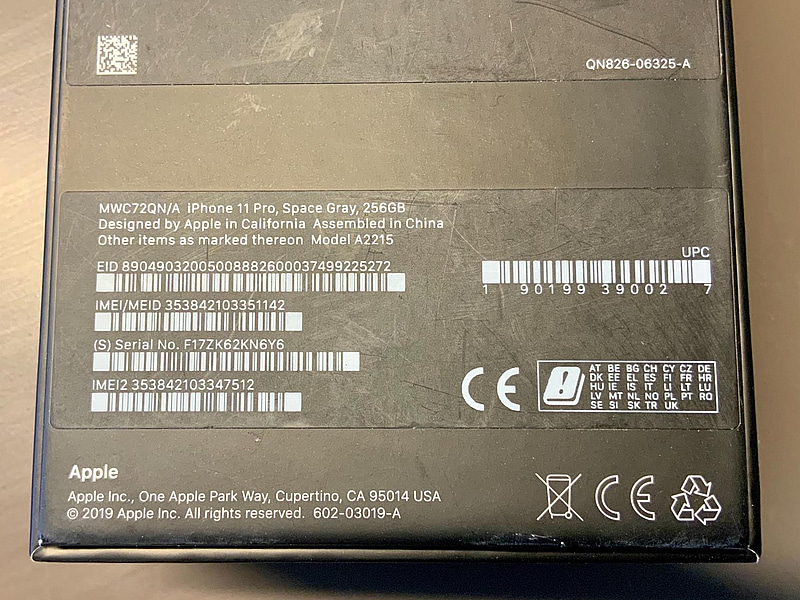 QN826-06325-A
MWC72QN/A iPhone 11 Pro, Space Gray, 256GB
Designed by Apple in California Assembled in China
Other items as marked thereon Model A2215
EID 89049032005008882600037499225272
IMEI/MEID 353842103351142
(S) Serial No. F17ZK62KN6Y6
IMEI2 353842103347512
UPC
1 90199 39002 7
CE
AT BE BG CH CY CZ DE
DK EE EL ES FI FR HR
HU IE IS IT LI LT LU
LV MT NL NO PL PT RO
SE SI SK TR UK
Apple
Apple Inc., One Apple Park Way, Cupertino, CA 95014 USA
© 2019 Apple Inc. All rights reserved. 602-03019-A
CE